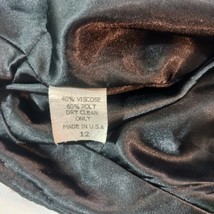 40% VISCOSE
60% POLY
DRY CLEAN
ONLY
MADE IN U.S.A
12